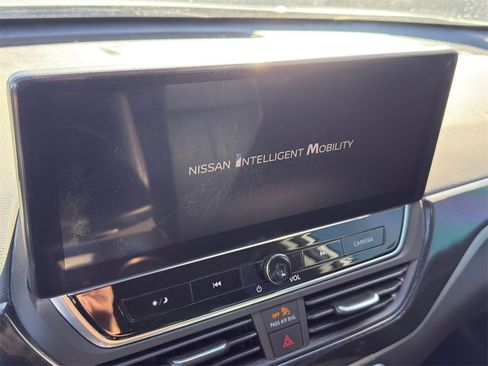 NISSAN INTELLIGENT MOBILITY
CAMERA
VOL
OFF
PASS AIR BAG